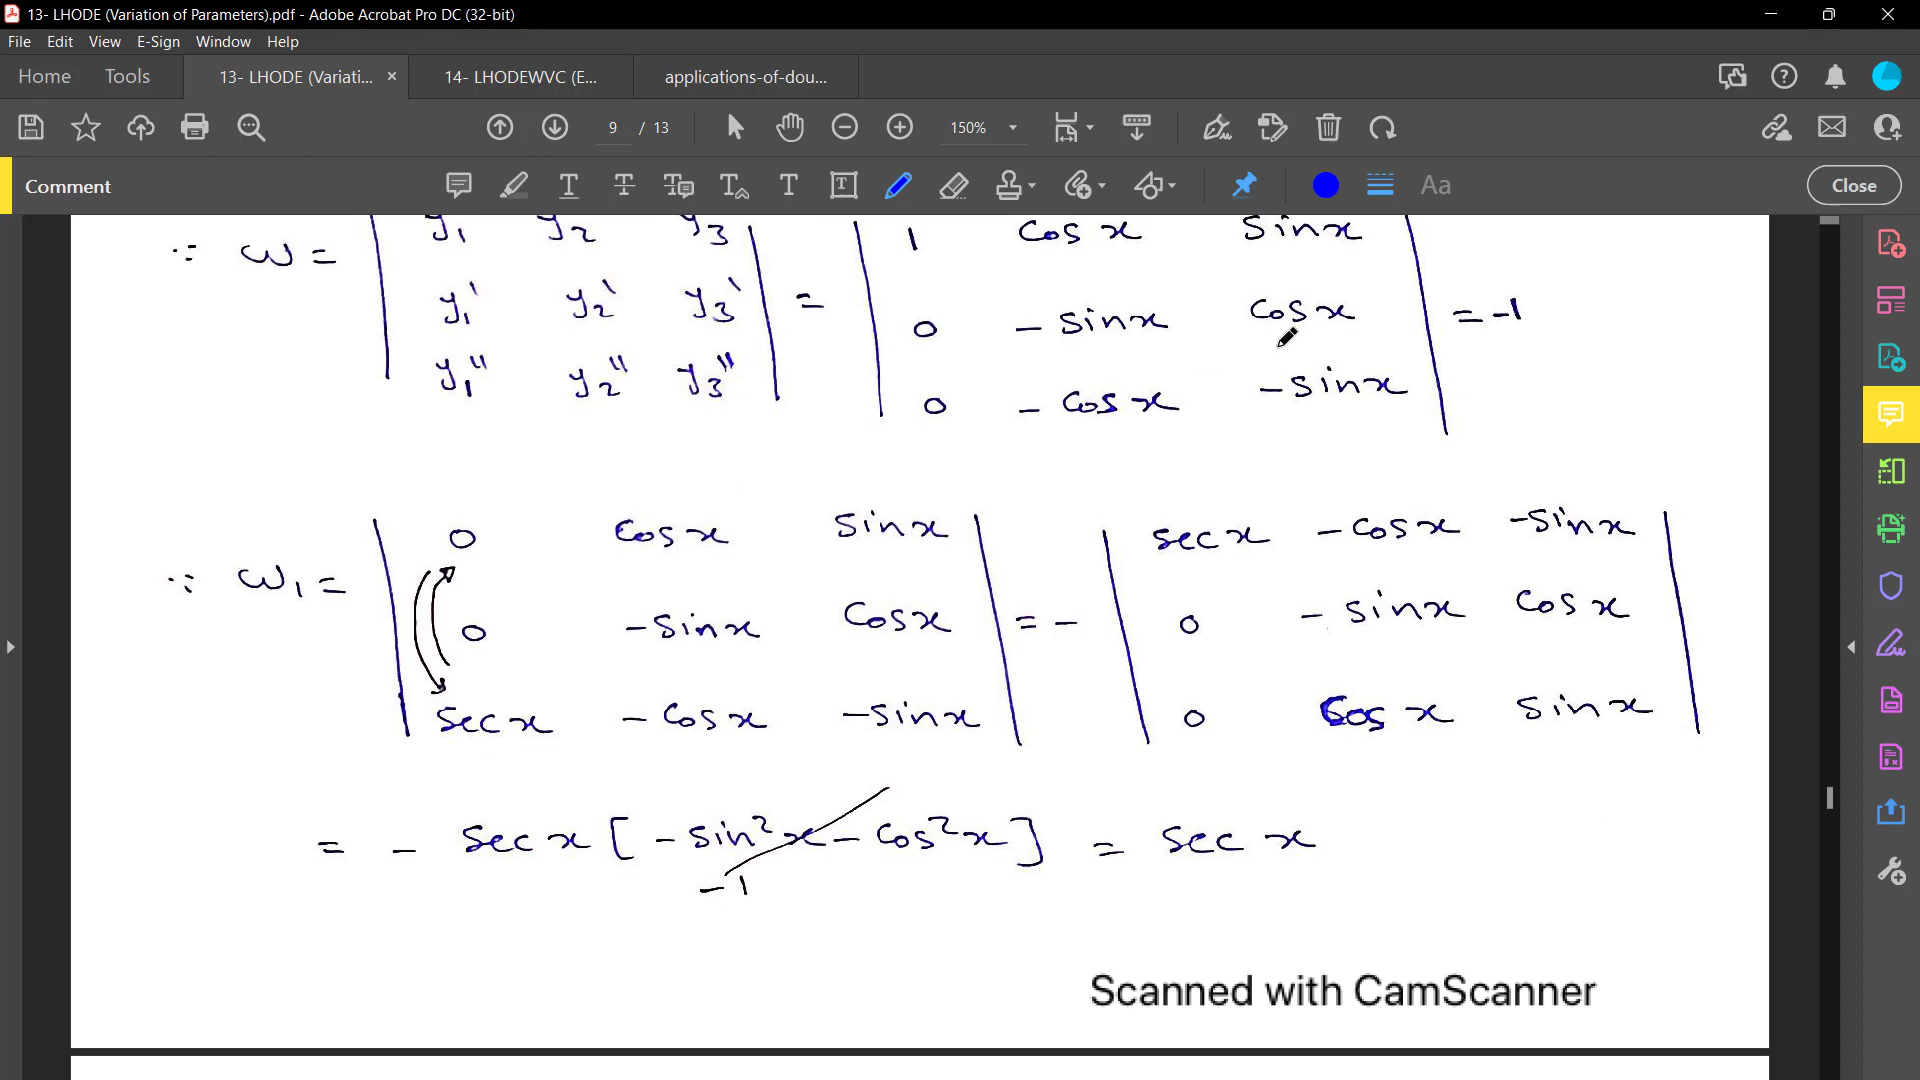 13- LHODE (Variation of Parameters).pdf - Adobe Acrobat Pro DC (32-bit)
File Edit View E-Sign Window Help
Home Tools 13- LHODE (Variati... × 14- LHODEWVC (E... applications-of-dou...
9 / 13 150%
Comment Aa Close
∵ ω = | y₁ y₂ y₃ | = | 1 cos x sin x |
| y₁' y₂' y₃' | = | 0 - sin x cos x | = -1
| y₁'' y₂'' y₃'' | | 0 - cos x - sin x |
∵ ω₁ = | 0 cos x sin x | = - | sec x - cos x - sin x |
| 0 - sin x cos x | | 0 - sin x cos x |
| sec x - cos x - sin x | | 0 cos x sin x |
= - sec x [ - sin² x - cos² x ] = sec x
-1
Scanned with CamScanner